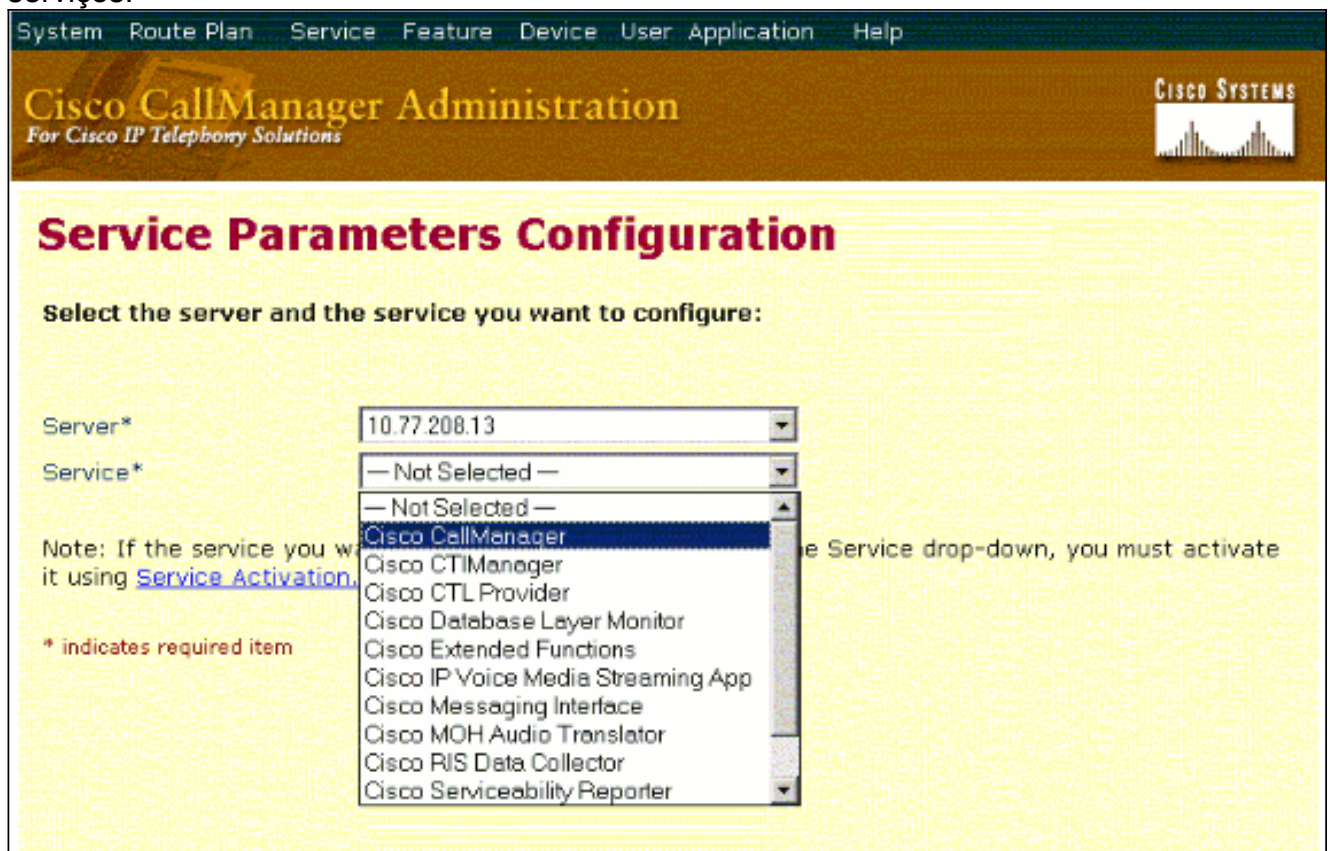 serviços.
System Route Plan Service Feature Device User Application Help
Cisco CallManager Administration
For Cisco IP Telephony Solutions
CISCO SYSTEMS
Service Parameters Configuration
Select the server and the service you want to configure:
Server* 10.77.208.13
Service* — Not Selected —
— Not Selected —
Cisco CallManager
Cisco CTIManager
Cisco CTL Provider
Cisco Database Layer Monitor
Cisco Extended Functions
Cisco IP Voice Media Streaming App
Cisco Messaging Interface
Cisco MOH Audio Translator
Cisco RIS Data Collector
Cisco Serviceability Reporter
Note: If the service you e Service drop-down, you must activate
it using Service Activation.
* indicates required item